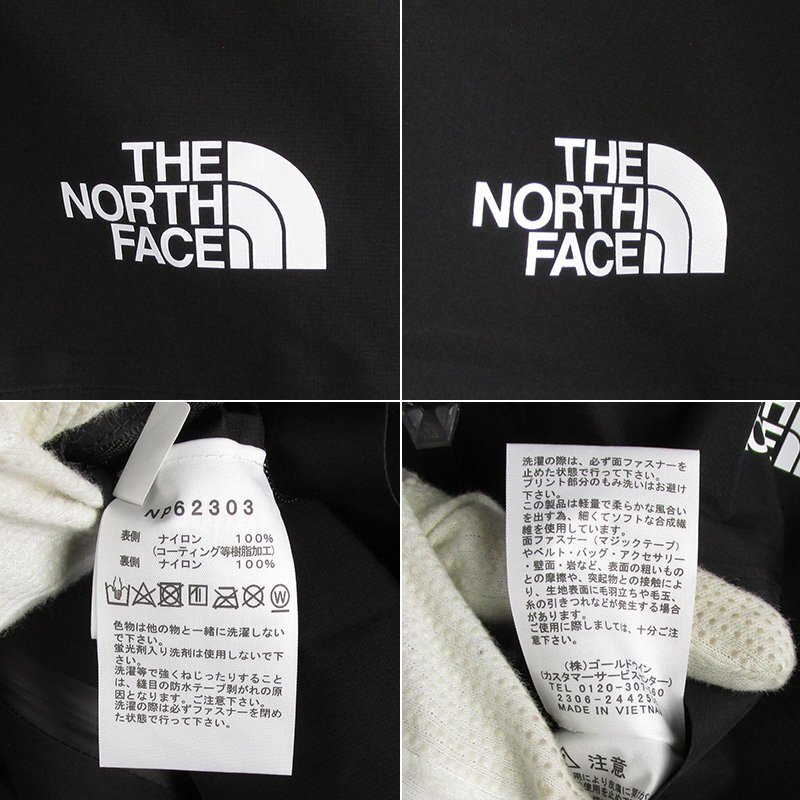 THE
NORTH
FACE
THE
NORTH
FACE
NP62303
表側 ナイロン 100%
(コーティング等樹脂加工)
裏側 ナイロン 100%
色物は他の物と一緒に洗濯しない
で下さい。
蛍光剤入り洗剤は使用しないで下
さい。
洗濯等で強くねじったりすること
は、縫目の防水テープ剥がれの原
因となります。ご注意下さい。
洗濯の際は必ずファスナーを閉め
た状態で行って下さい。
洗濯の際は、必ず面ファスナーを
止めた状態で行って下さい。
プリント部分のもみ洗いはお避け
下さい。
この製品は軽量で柔らかな風合い
を出す為、細くてソフトな合成繊
維を使用しています。
面ファスナー(マジックテープ)
やベルト・バッグ・アクセサリー
・壁面・岩など、表面の粗いもの
との摩擦や、突起物との接触によ
り、生地表面に毛羽立ちや毛玉、
糸の引きつれなどが発生する場合
があります。
ご使用に際しましては、十分ご注
意下さい。
(株)ゴールドウイン
(カスタマーサービスセンター)
TEL 0120-307-560
2306-24425
MADE IN VIETNA
注意